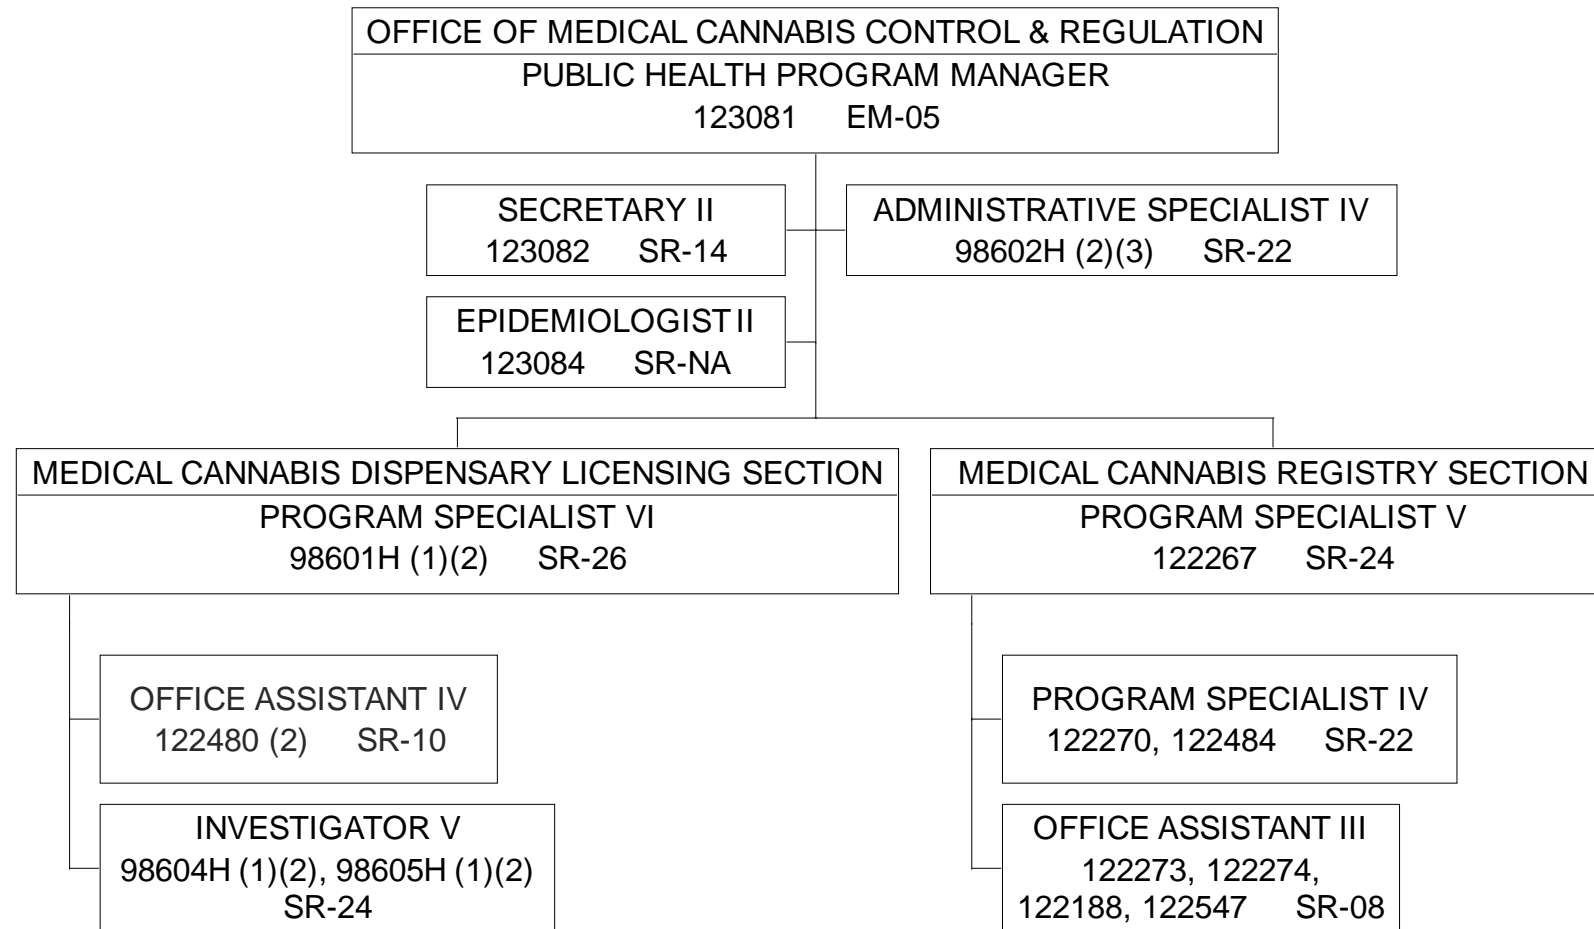 OFFICE OF MEDICAL CANNABIS CONTROL & REGULATION
PUBLIC HEALTH PROGRAM MANAGER
123081 EM-05
SECRETARY II
123082 SR-14
ADMINISTRATIVE SPECIALIST IV
98602H (2)(3) SR-22
EPIDEMIOLOGIST II
123084 SR-NA
MEDICAL CANNABIS DISPENSARY LICENSING SECTION
PROGRAM SPECIALIST VI
98601H (1)(2) SR-26
MEDICAL CANNABIS REGISTRY SECTION
PROGRAM SPECIALIST V
122267 SR-24
OFFICE ASSISTANT IV
122480 (2) SR-10
INVESTIGATOR V
98604H (1)(2), 98605H (1)(2)
SR-24
PROGRAM SPECIALIST IV
122270, 122484 SR-22
OFFICE ASSISTANT III
122273, 122274,
122188, 122547 SR-08